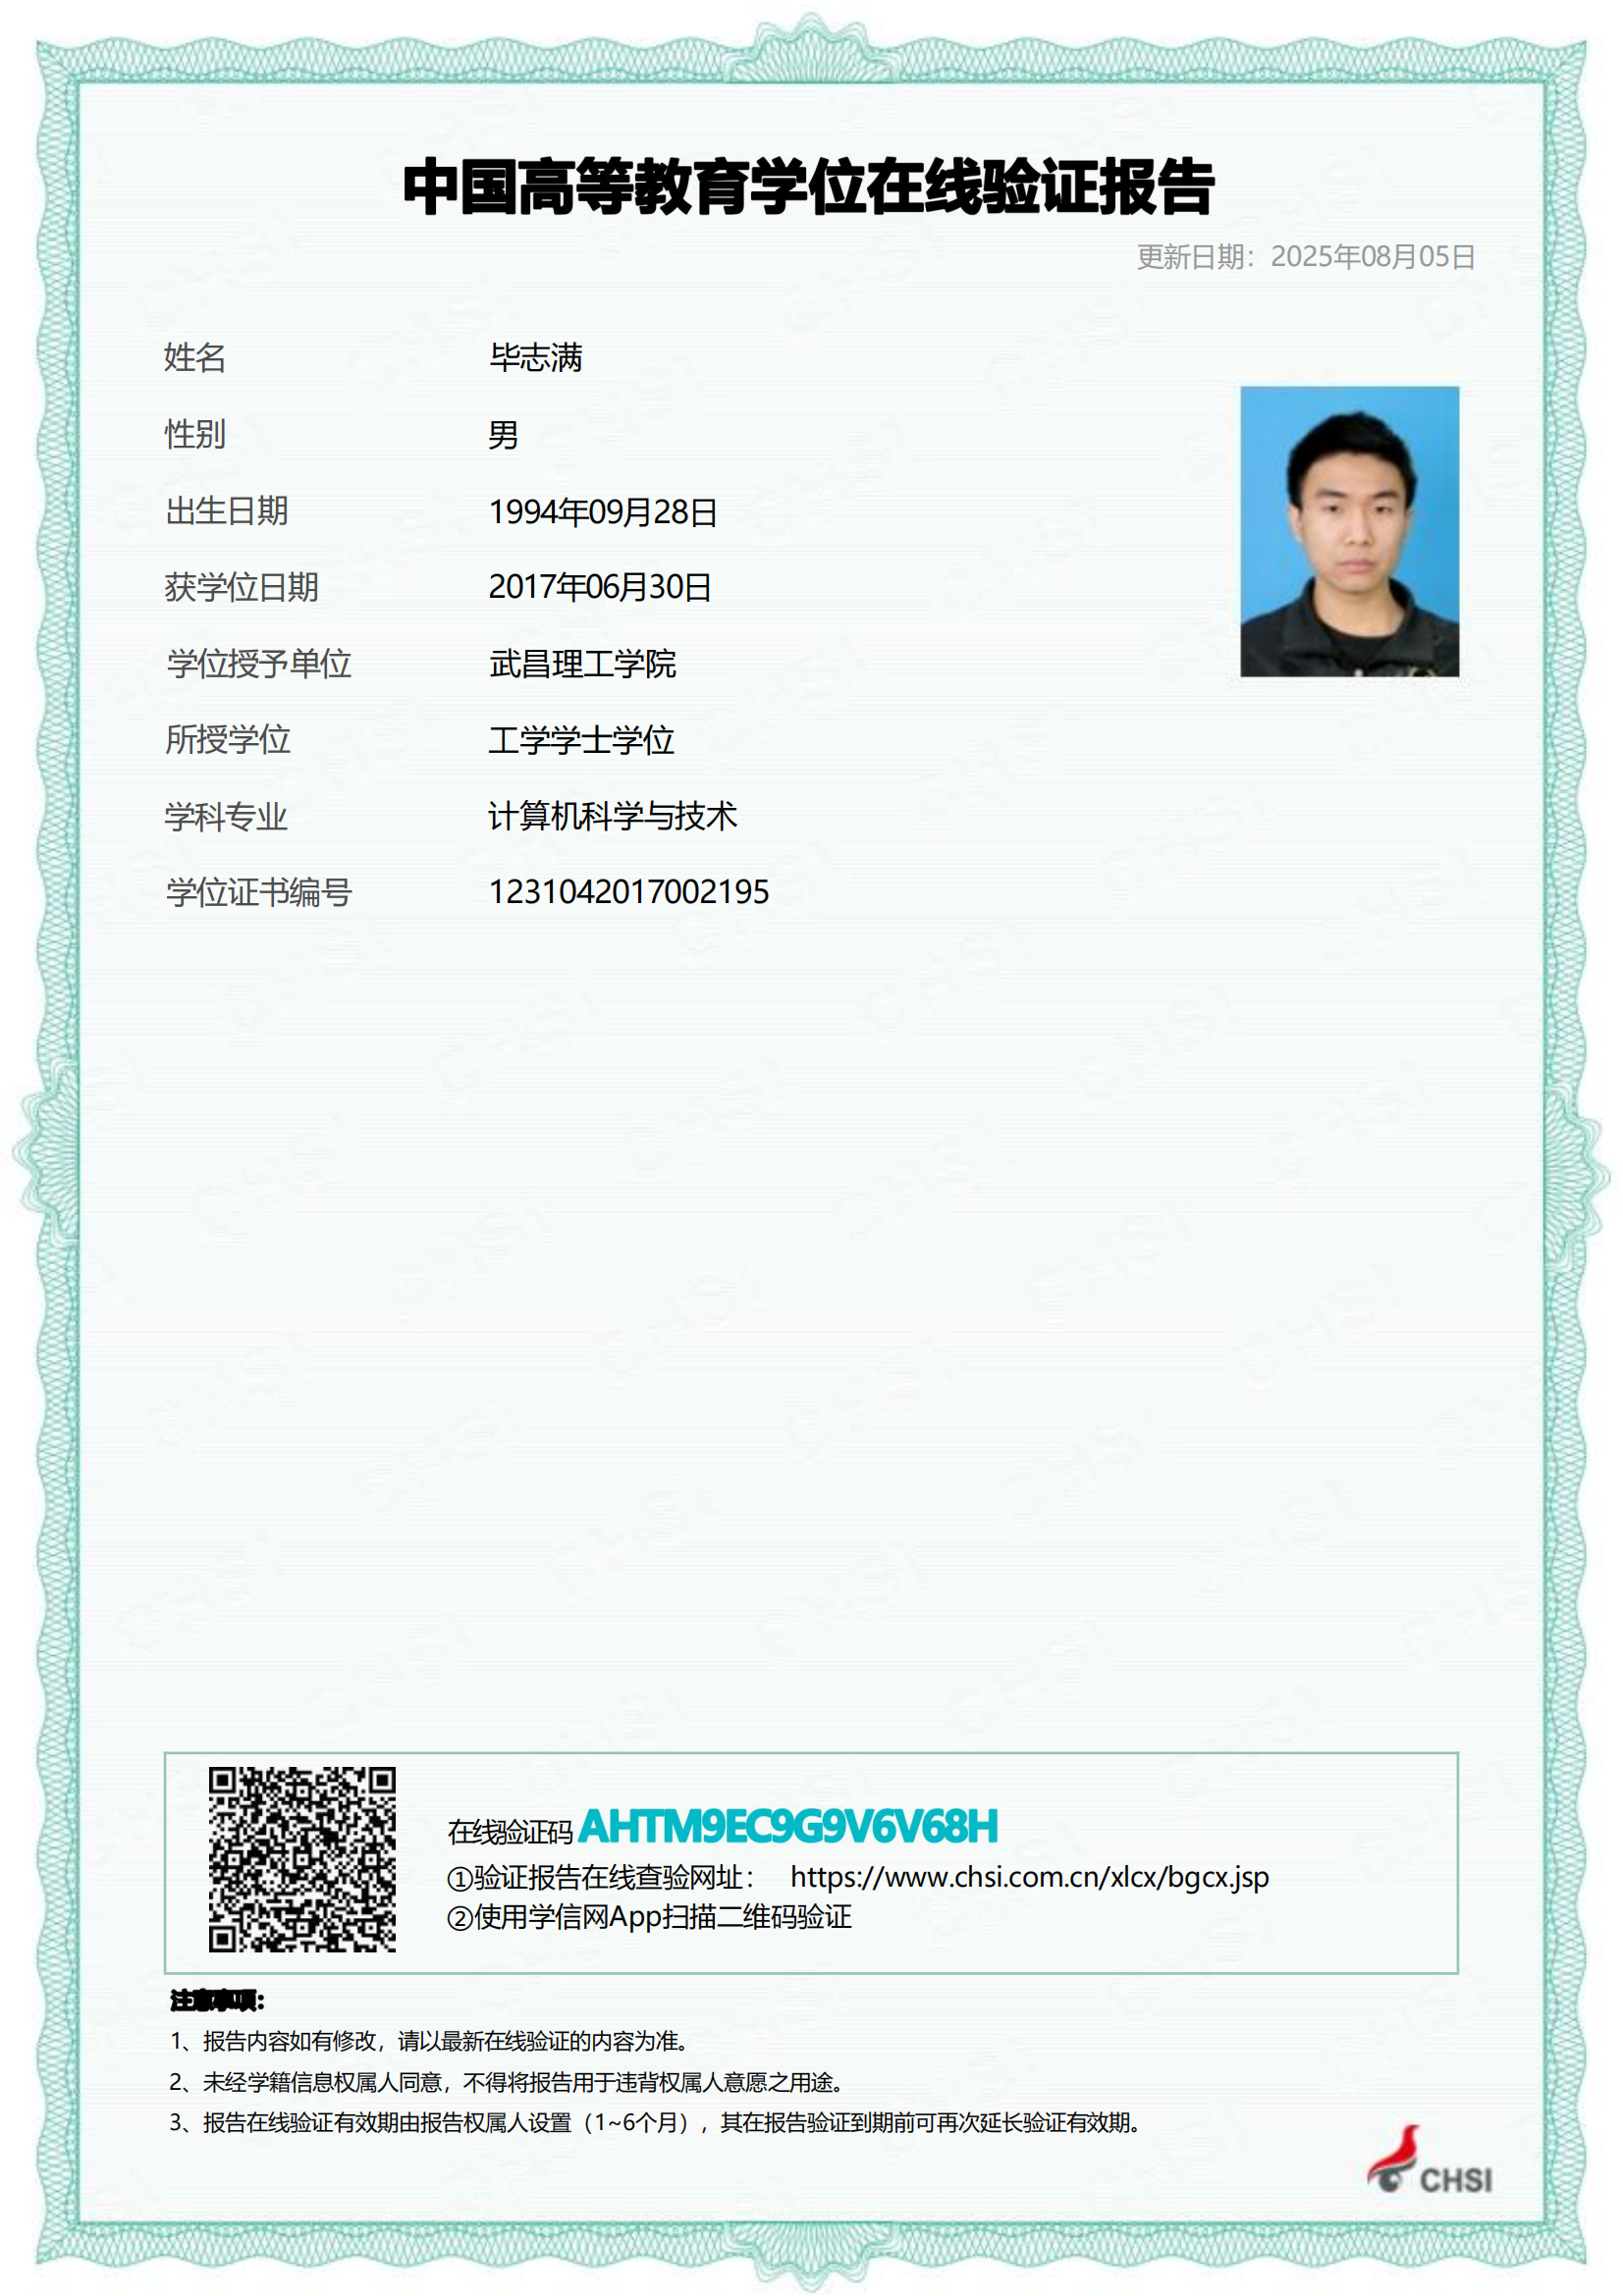 中国高等教育学位在线验证报告
更新日期：2025年08月05日
姓名 毕志满
性别 男
出生日期 1994年09月28日
获学位日期 2017年06月30日
学位授予单位 武昌理工学院
所授学位 工学学士学位
学科专业 计算机科学与技术
学位证书编号 1231042017002195
在线验证码 AHTM9EC9G9V6V68H
①验证报告在线查验网址： https://www.chsi.com.cn/xlcx/bgcx.jsp
②使用学信网App扫描二维码验证
注意事项：
1、报告内容如有修改，请以最新在线验证的内容为准。
2、未经学籍信息权属人同意，不得将报告用于违背权属人意愿之用途。
3、报告在线验证有效期由报告权属人设置（1~6个月），其在报告验证到期前可再次延长验证有效期。
CHSI